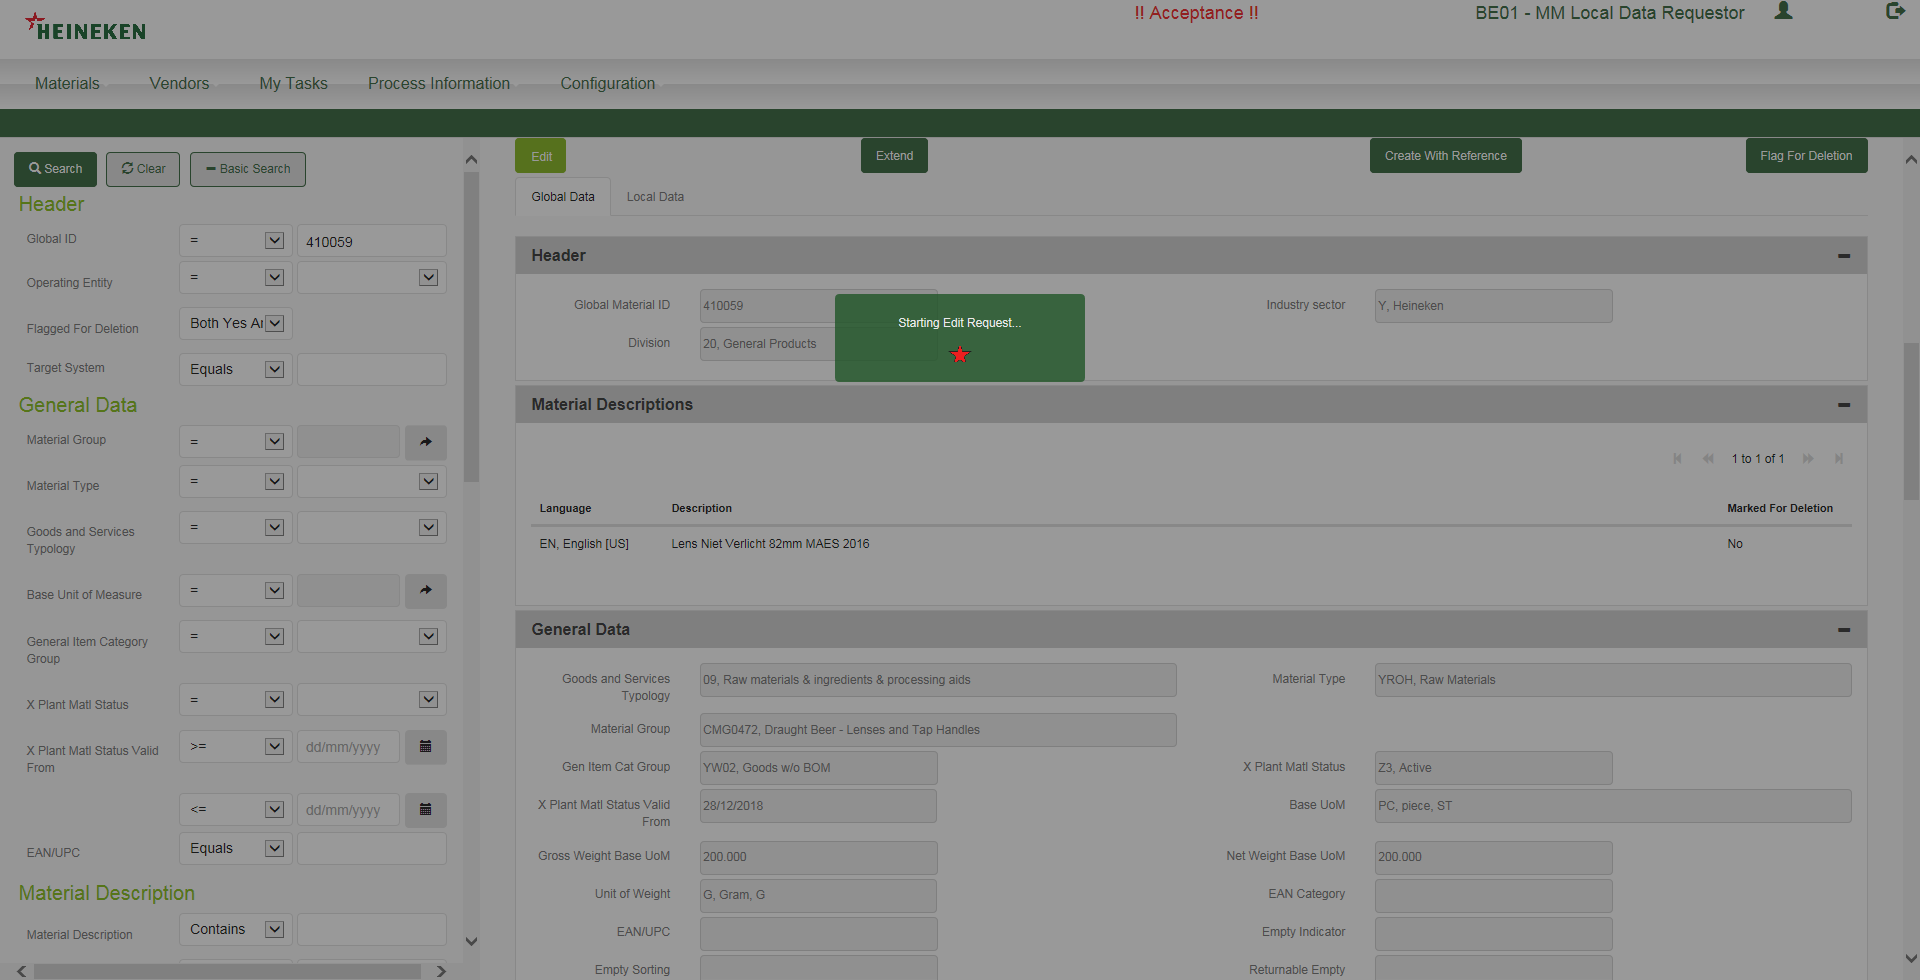 HEINEKEN
!! Acceptance !!
BE01 - MM Local Data Requestor
Materials
Vendors
My Tasks
Process Information
Configuration
Search
Clear
Basic Search
Header
Global ID
=
410059
Operating Entity
=
Flagged For Deletion
Both Yes Ar
Target System
Equals
General Data
Material Group
=
Material Type
=
Goods and Services
Typology
=
Base Unit of Measure
=
General Item Category
Group
=
X Plant Matl Status
=
X Plant Matl Status Valid
From
>=
dd/mm/yyyy
<=
dd/mm/yyyy
EAN/UPC
Equals
Material Description
Material Description
Contains
Edit
Extend
Create With Reference
Flag For Deletion
Global Data
Local Data
Header
Global Material ID
410059
Industry sector
Y, Heineken
Division
20, General Products
Starting Edit Request...
Material Descriptions
1 to 1 of 1
Language
Description
Marked For Deletion
EN, English [US]
Lens Niet Verlicht 82mm MAES 2016
No
General Data
Goods and Services
Typology
09, Raw materials & ingredients & processing aids
Material Type
YROH, Raw Materials
Material Group
CMG0472, Draught Beer - Lenses and Tap Handles
Gen Item Cat Group
YW02, Goods w/o BOM
X Plant Matl Status
Z3, Active
X Plant Matl Status Valid
From
28/12/2018
Base UoM
PC, piece, ST
Gross Weight Base UoM
200.000
Net Weight Base UoM
200.000
Unit of Weight
G, Gram, G
EAN Category
EAN/UPC
Empty Indicator
Empty Sorting
Returnable Empty